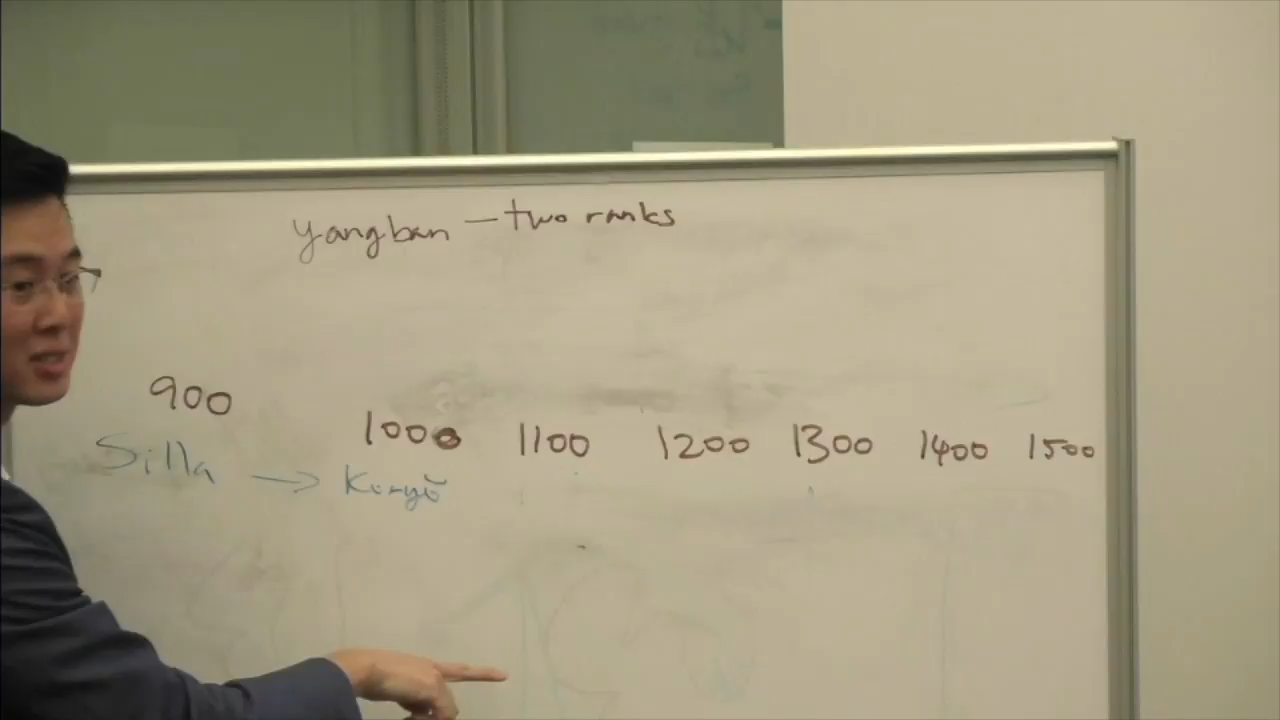 yangban — two ranks
900 1000 1100 1200 1300 1400 1500
Silla → Koryŏ